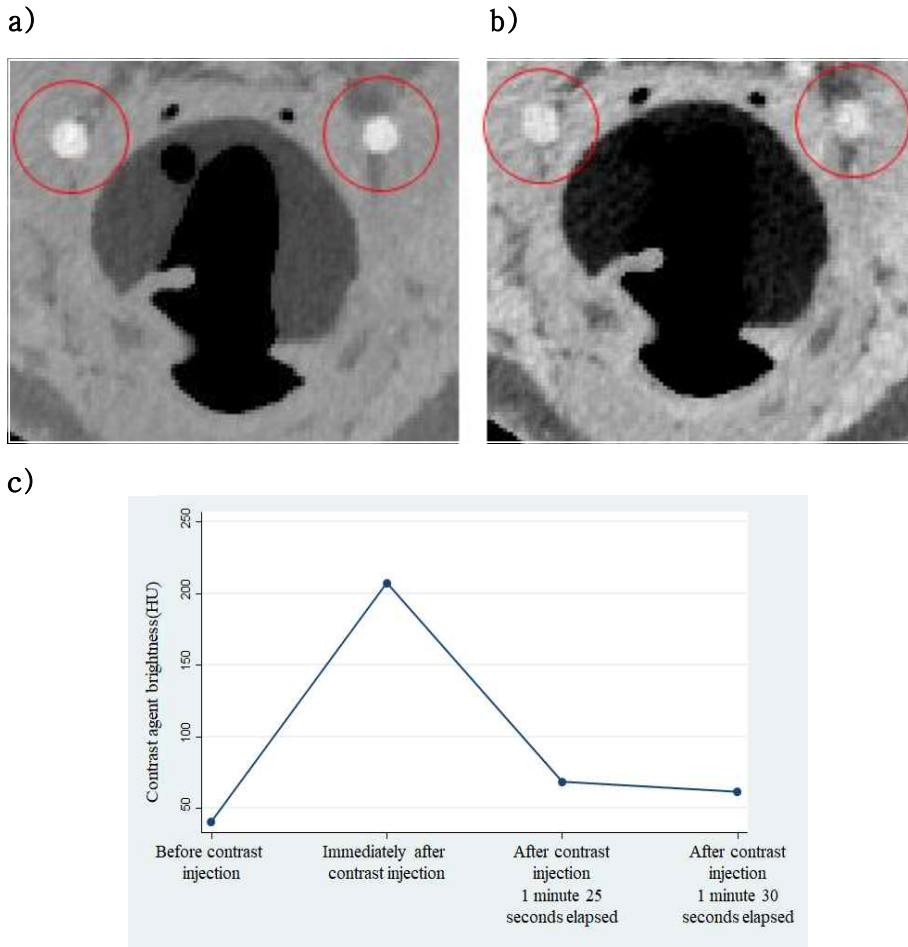 a)
b)
c)
Contrast agent brightness(HU)
250
200
150
100
50
Before contrast
injection
Immediately after
contrast injection
After contrast
injection
1 minute 25
seconds elapsed
After contrast
injection
1 minute 30
seconds elapsed